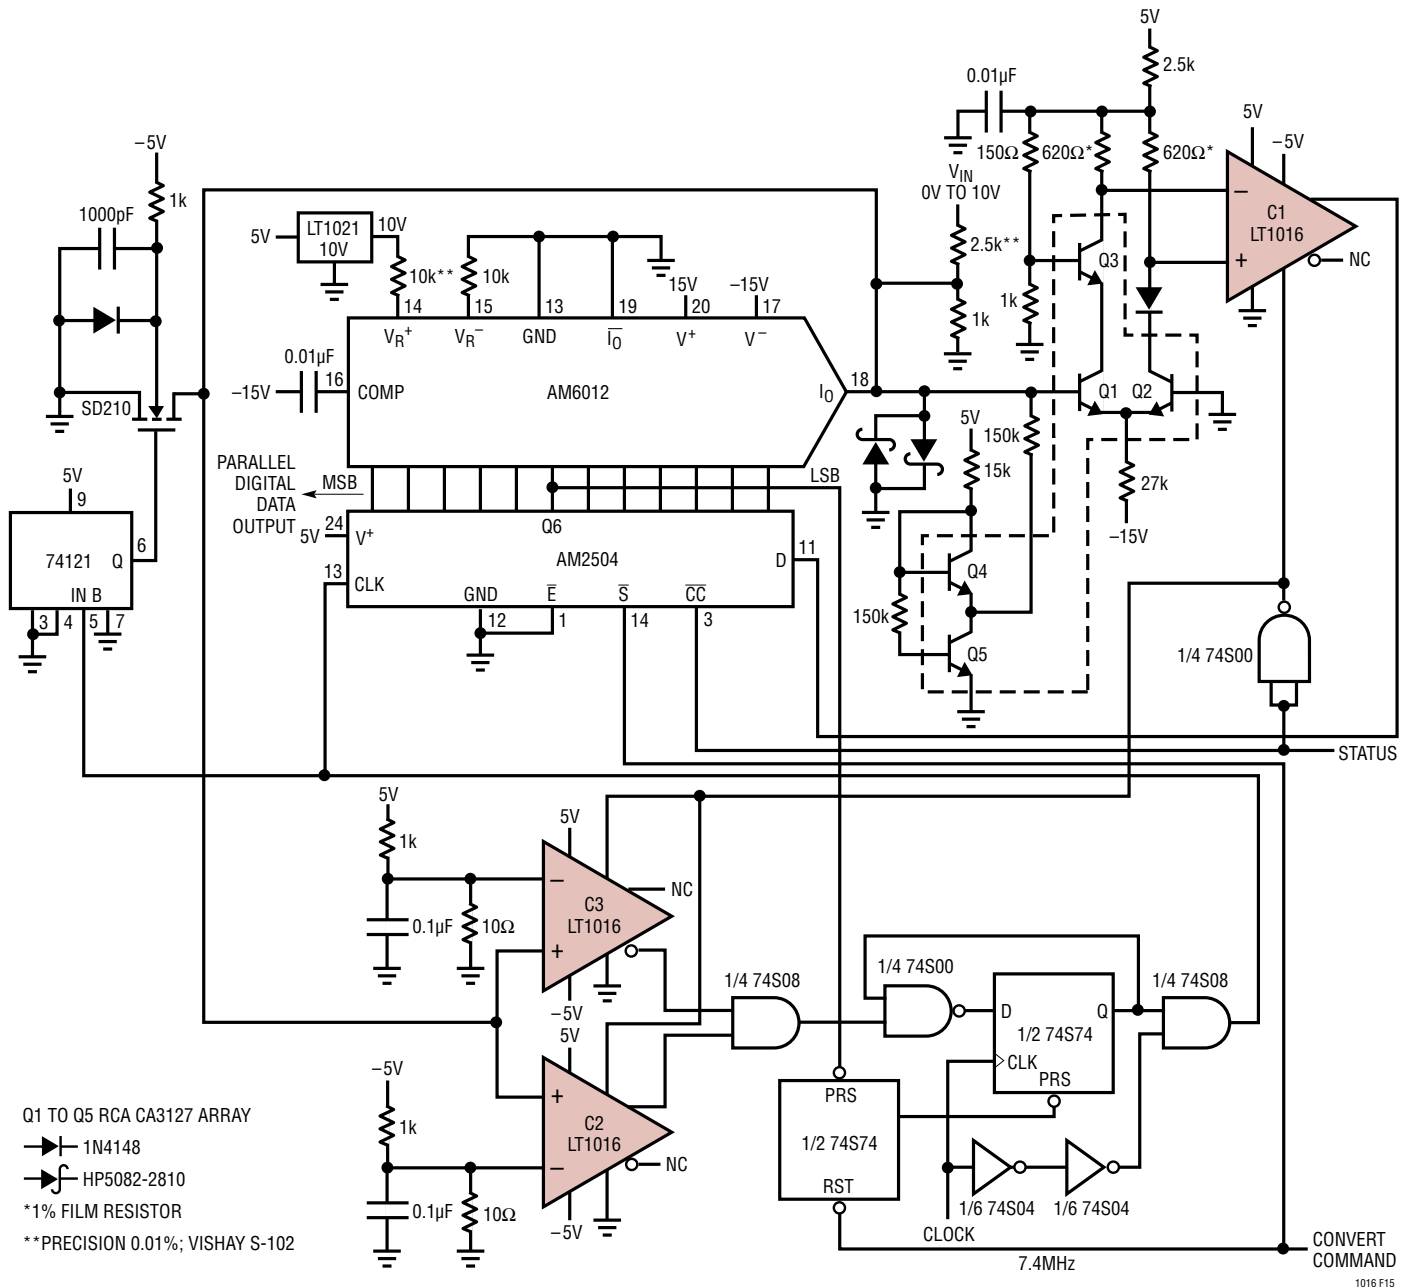 5V
2.5k
0.01µF
150Ω
620Ω*
620Ω*
5V
–5V
–
C1
LT1016
+
NC
VIN
0V TO 10V
2.5k**
1k
1k
Q3
Q1
Q2
27k
–15V
–5V
1k
1000pF
SD210
5V
LT1021
10V
10V
10k**
10k
15V
–15V
14
15
13
19
20
17
VR+
VR–
GND
IO
V+
V–
0.01µF
–15V
16
COMP
AM6012
IO
18
5V
15k
150k
Q4
150k
Q5
PARALLEL
DIGITAL
DATA
OUTPUT
MSB
LSB
5V
24
V+
Q6
AM2504
D
11
13
CLK
GND
E
S
CC
12
1
14
3
5V
9
74121
Q
6
IN B
3
4
5
7
1/4 74S00
STATUS
5V
1k
0.1µF
10Ω
5V
–
C3
LT1016
+
NC
–5V
5V
+
C2
LT1016
–
NC
–5V
–5V
1k
0.1µF
10Ω
1/4 74S08
1/4 74S00
D
Q
1/2 74S74
CLK
PRS
1/4 74S08
PRS
1/2 74S74
RST
1/6 74S04
1/6 74S04
CLOCK
7.4MHz
CONVERT
COMMAND
Q1 TO Q5 RCA CA3127 ARRAY
1N4148
HP5082-2810
*1% FILM RESISTOR
**PRECISION 0.01%; VISHAY S-102
1016 F15